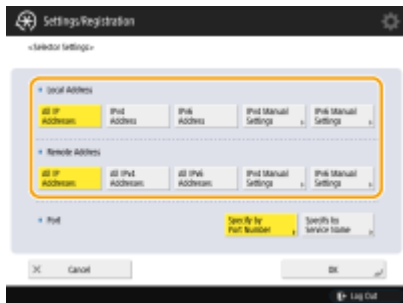 Settings/Registration
<Selector Settings>
Local Address
All IP Addresses
IPv4 Address
IPv6 Address
IPv4 Manual Settings
IPv6 Manual Settings
Remote Address
All IP Addresses
All IPv4 Addresses
All IPv6 Addresses
IPv4 Manual Settings
IPv6 Manual Settings
Port
Specify by Port Number
Specify by Service Name
Cancel
OK
Log Out